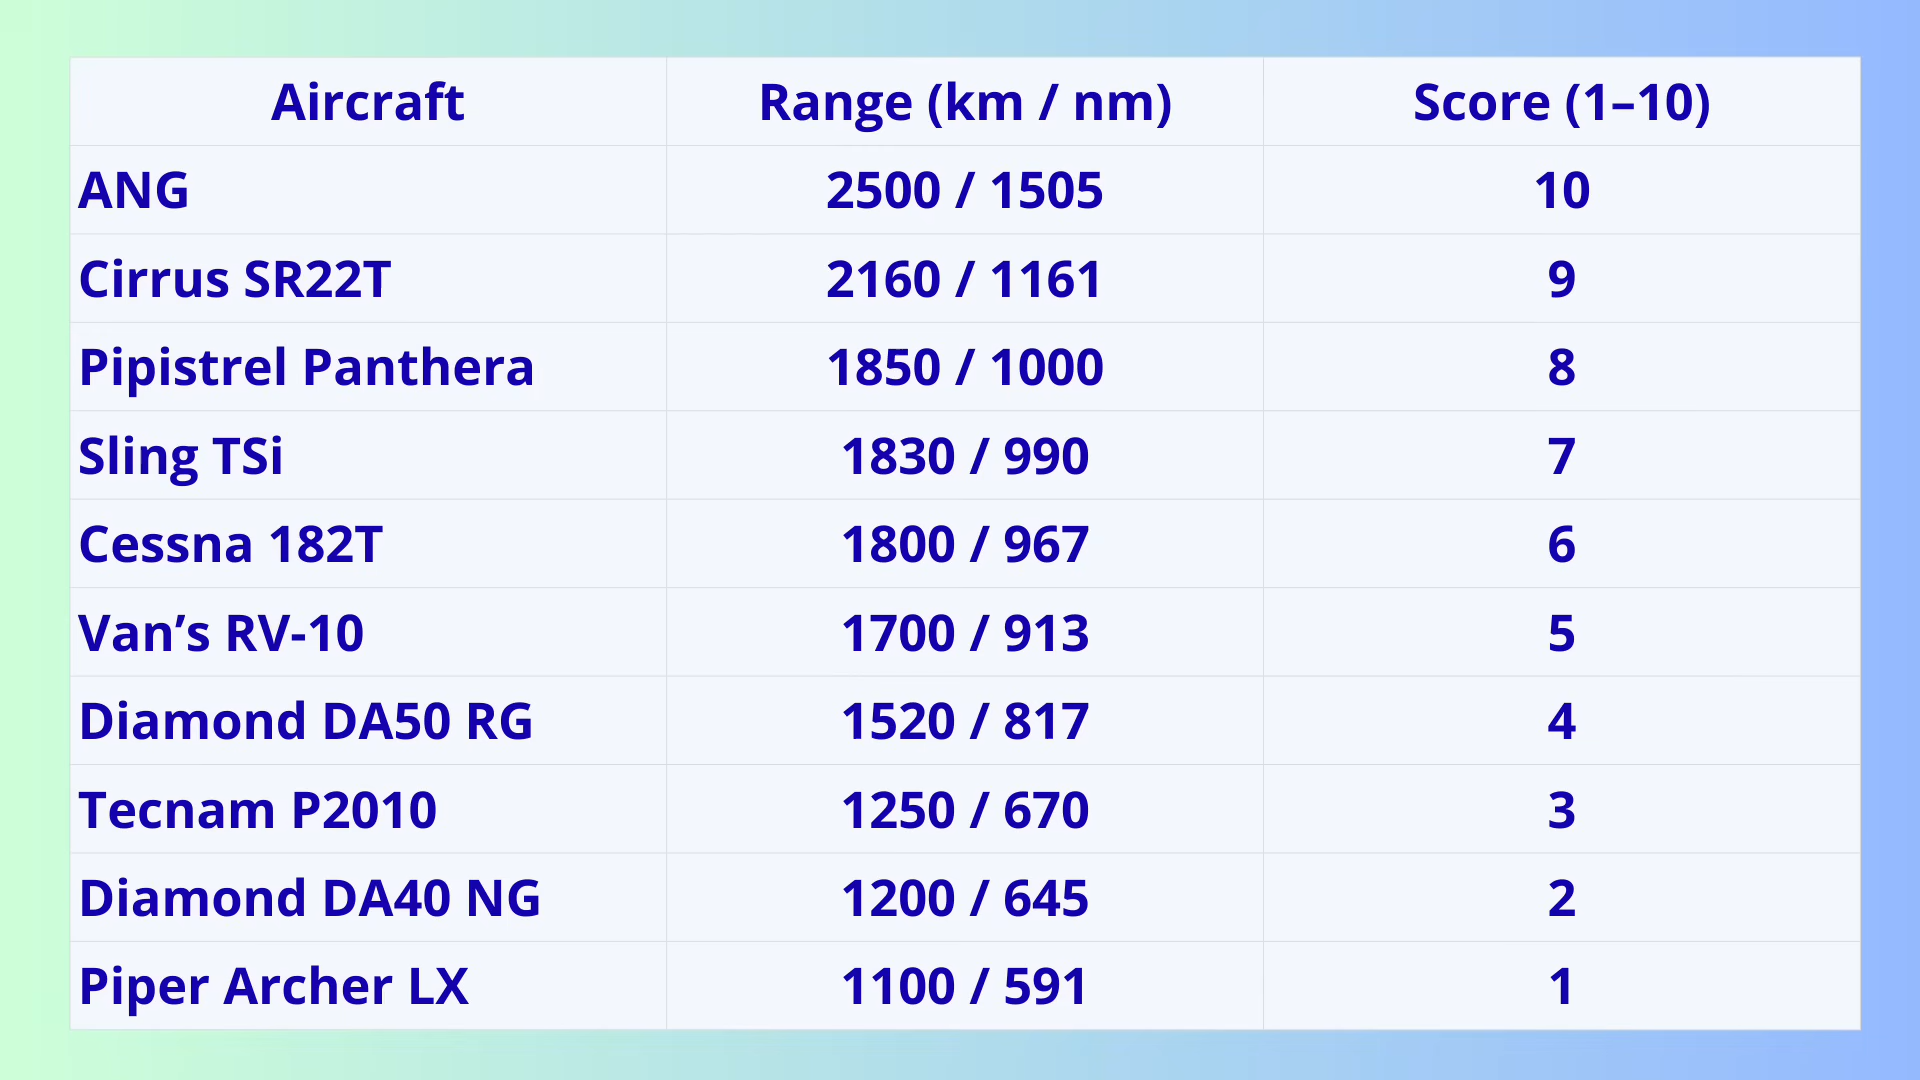 Aircraft Range (km / nm) Score (1–10)
ANG 2500 / 1505 10
Cirrus SR22T 2160 / 1161 9
Pipistrel Panthera 1850 / 1000 8
Sling TSi 1830 / 990 7
Cessna 182T 1800 / 967 6
Van’s RV-10 1700 / 913 5
Diamond DA50 RG 1520 / 817 4
Tecnam P2010 1250 / 670 3
Diamond DA40 NG 1200 / 645 2
Piper Archer LX 1100 / 591 1